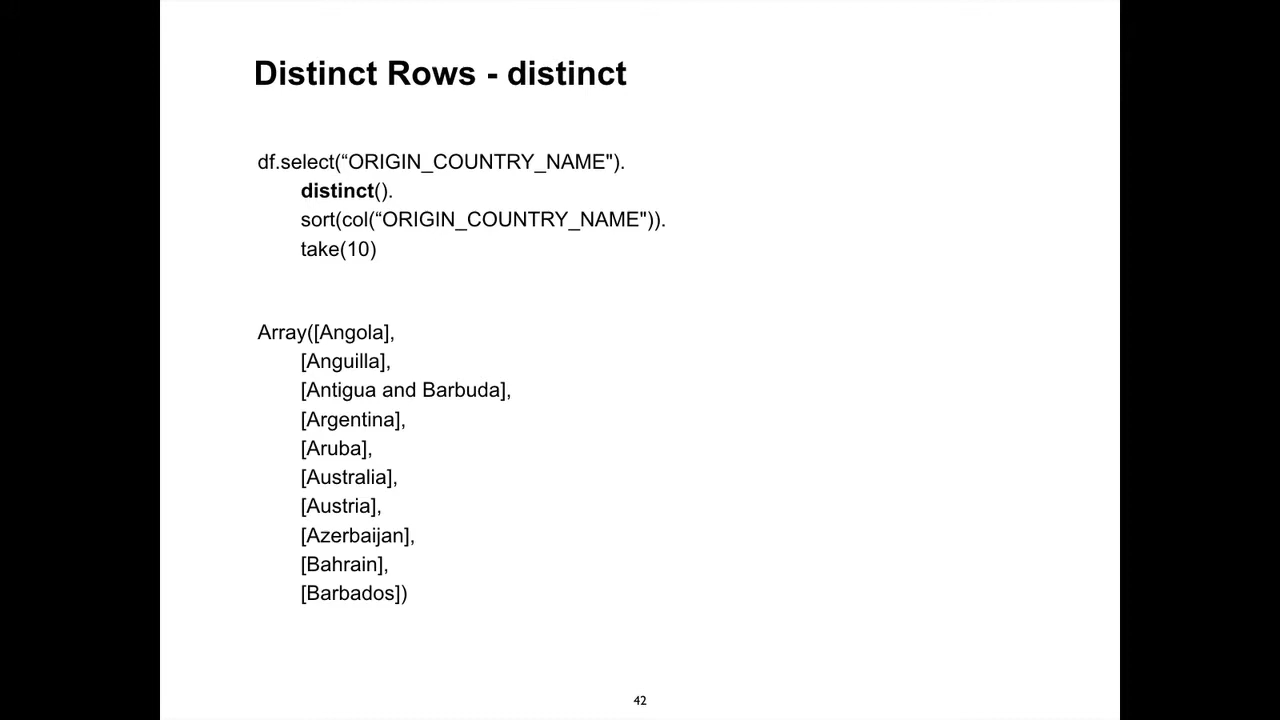 Distinct Rows - distinct
df.select(“ORIGIN_COUNTRY_NAME").
distinct().
sort(col(“ORIGIN_COUNTRY_NAME")).
take(10)
Array([Angola],
[Anguilla],
[Antigua and Barbuda],
[Argentina],
[Aruba],
[Australia],
[Austria],
[Azerbaijan],
[Bahrain],
[Barbados])
42